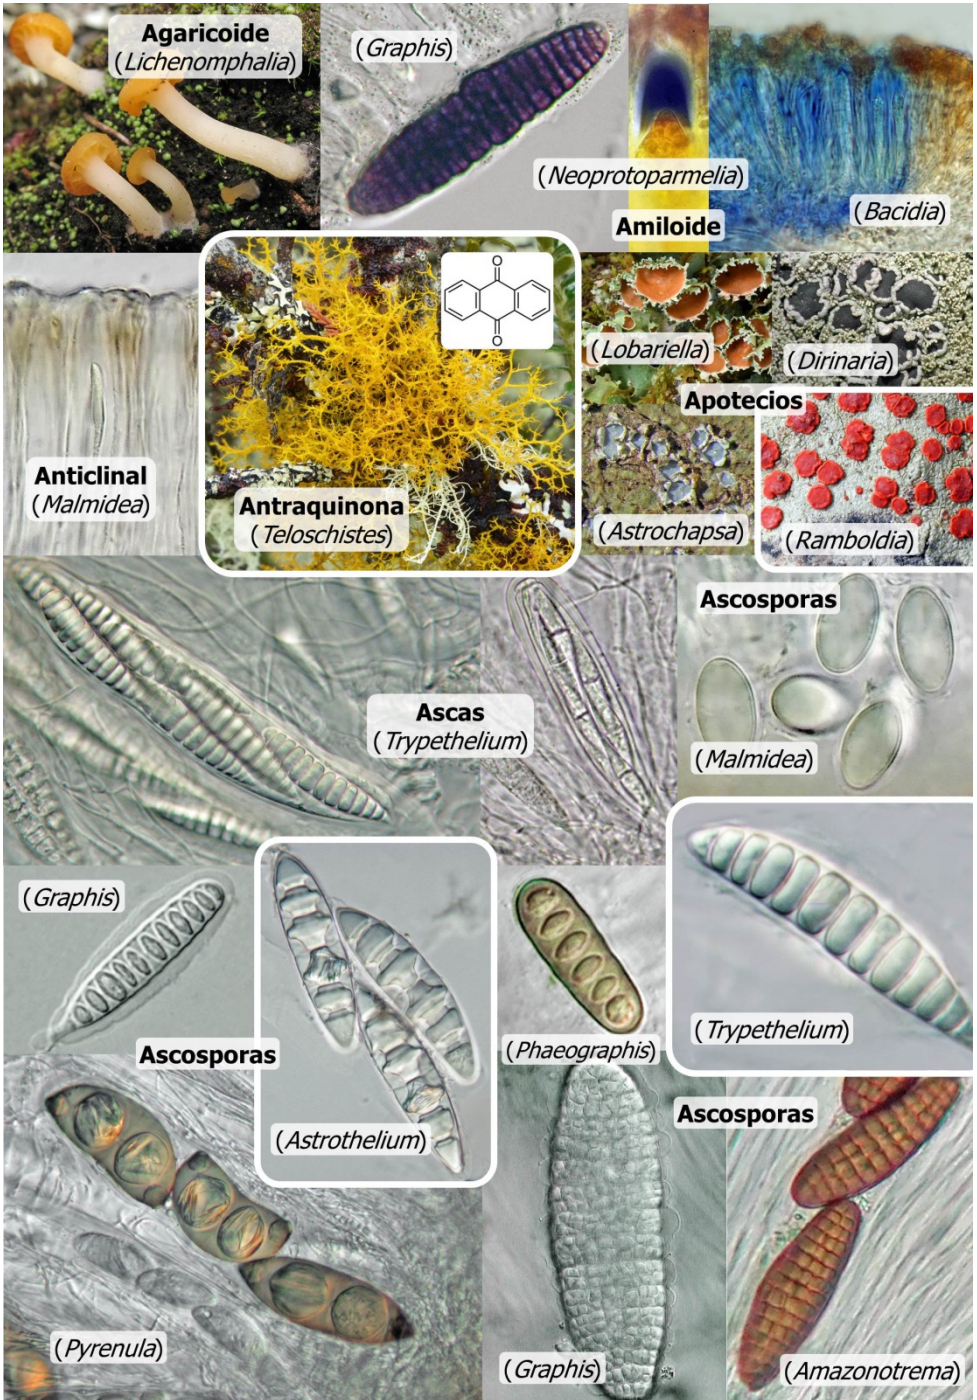 Agaricoide
(Lichenomphalia)
(Graphis)
(Neoprotoparmelia)
Amiloide
(Bacidia)
Anticlinal
(Malmidea)
O
O
Antraquinona
(Teloschistes)
(Lobariella)
(Dirinaria)
Apotecios
(Astrochapsa)
(Ramboldia)
Ascas
(Trypethelium)
Ascosporas
(Malmidea)
(Graphis)
Ascosporas
(Astrothelium)
(Phaeographis)
(Trypethelium)
Ascosporas
(Pyrenula)
(Graphis)
(Amazonotrema)